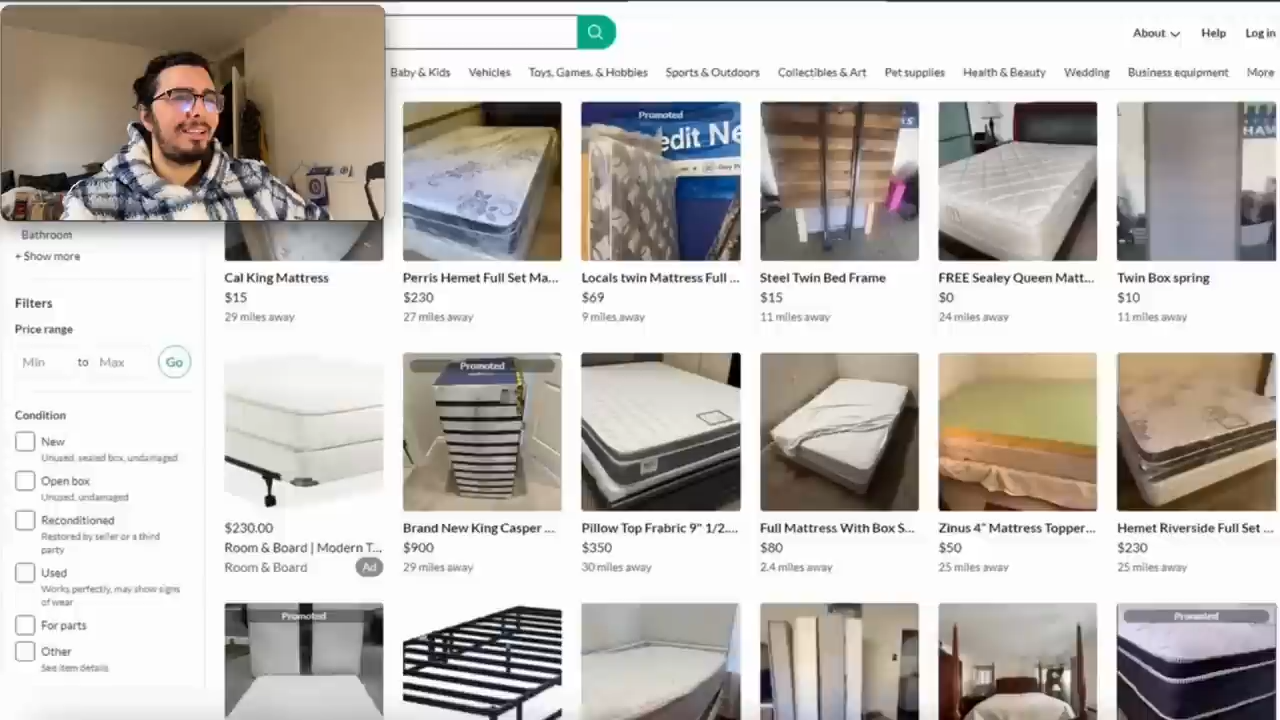 About
Help
Log in
Baby & Kids
Vehicles
Toys, Games, & Hobbies
Sports & Outdoors
Collectibles & Art
Pet supplies
Health & Beauty
Wedding
Business equipment
More
Bathroom
+ Show more
Filters
Price range
Min
to
Max
Go
Condition
New
Unused, sealed box, undamaged
Open box
Unused, undamaged
Reconditioned
Restored by seller or a third
party
Used
Works perfectly, may show signs
of wear
For parts
Other
See item details
Promoted
edit Ne
HAW
Cal King Mattress
$15
29 miles away
Perris Hemet Full Set Ma...
$230
27 miles away
Locals twin Mattress Full ...
$69
9 miles away
Steel Twin Bed Frame
$15
11 miles away
FREE Sealey Queen Matt...
$0
24 miles away
Twin Box spring
$10
11 miles away
$230.00
Room & Board | Modern T...
Room & Board
Ad
Promoted
Brand New King Casper ...
$900
29 miles away
Pillow Top Frabric 9" 1/2....
$350
30 miles away
Full Mattress With Box S...
$80
2.4 miles away
Zinus 4" Mattress Topper...
$50
25 miles away
Hemet Riverside Full Set ...
$230
25 miles away
Promoted
Promoted